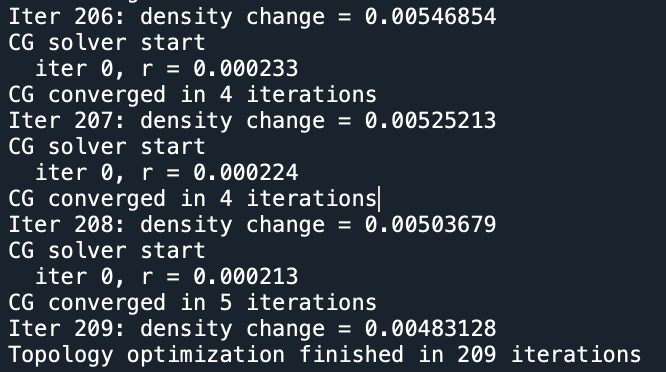 Iter 206: density change = 0.00546854
CG solver start
  iter 0, r = 0.000233
CG converged in 4 iterations
Iter 207: density change = 0.00525213
CG solver start
  iter 0, r = 0.000224
CG converged in 4 iterations
Iter 208: density change = 0.00503679
CG solver start
  iter 0, r = 0.000213
CG converged in 5 iterations
Iter 209: density change = 0.00483128
Topology optimization finished in 209 iterations